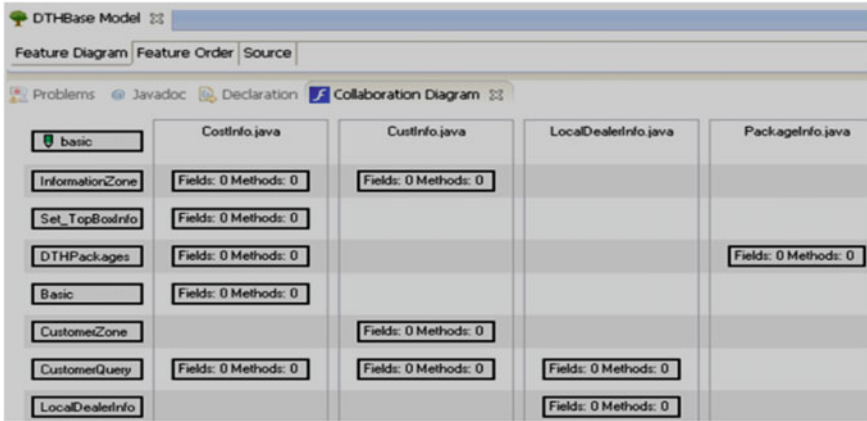 DTHBase Model
Feature Diagram Feature Order Source
Problems Javadoc Declaration Collaboration Diagram
basic CostInfo.java CustInfo.java LocalDealerInfo.java PackageInfo.java
InformationZone Fields: 0 Methods: 0 Fields: 0 Methods: 0
Set_TopBoxInfo Fields: 0 Methods: 0
DTHPackages Fields: 0 Methods: 0 Fields: 0 Methods: 0
Basic Fields: 0 Methods: 0
CustomerZone Fields: 0 Methods: 0
CustomerQuery Fields: 0 Methods: 0 Fields: 0 Methods: 0 Fields: 0 Methods: 0
LocalDealerInfo Fields: 0 Methods: 0